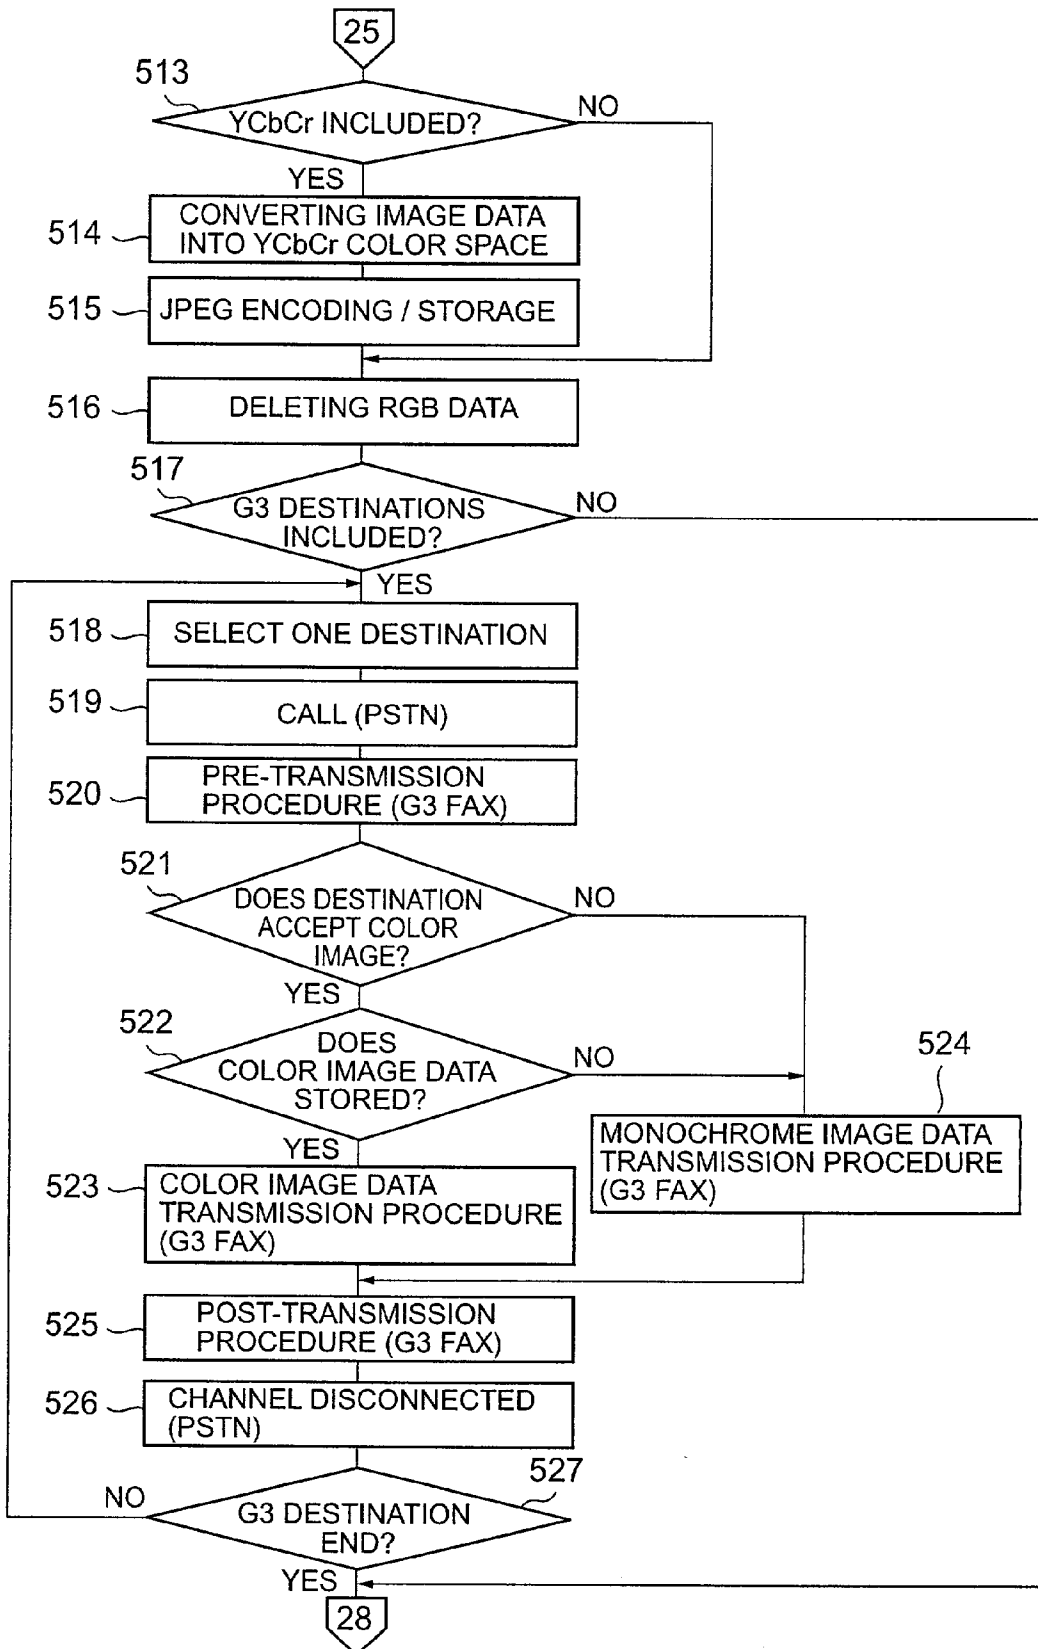 25
513
YCbCr INCLUDED?
NO
YES
514
CONVERTING IMAGE DATA
INTO YCbCr COLOR SPACE
515
JPEG ENCODING / STORAGE
516
DELETING RGB DATA
517
G3 DESTINATIONS
INCLUDED?
NO
YES
518
SELECT ONE DESTINATION
519
CALL (PSTN)
520
PRE-TRANSMISSION
PROCEDURE (G3 FAX)
521
DOES DESTINATION
ACCEPT COLOR
IMAGE?
NO
YES
522
DOES
COLOR IMAGE DATA
STORED?
NO
YES
524
MONOCHROME IMAGE DATA
TRANSMISSION PROCEDURE
(G3 FAX)
523
COLOR IMAGE DATA
TRANSMISSION PROCEDURE
(G3 FAX)
525
POST-TRANSMISSION
PROCEDURE (G3 FAX)
526
CHANNEL DISCONNECTED
(PSTN)
527
G3 DESTINATION
END?
NO
YES
28